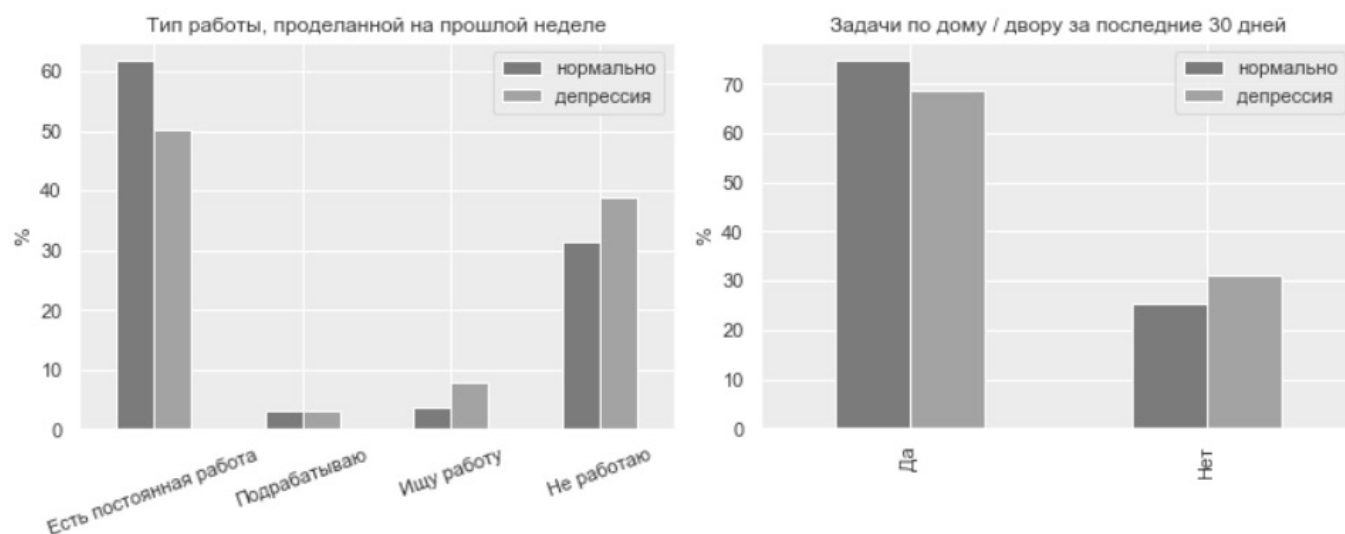 Тип работы, проделанной на прошлой неделе
60
50
40
30
20
10
0
%
нормально
депрессия
Есть постоянная работа
Подрабатываю
Ищу работу
Не работаю
Задачи по дому / двору за последние 30 дней
70
60
50
40
30
20
10
0
%
нормально
депрессия
Да
Нет